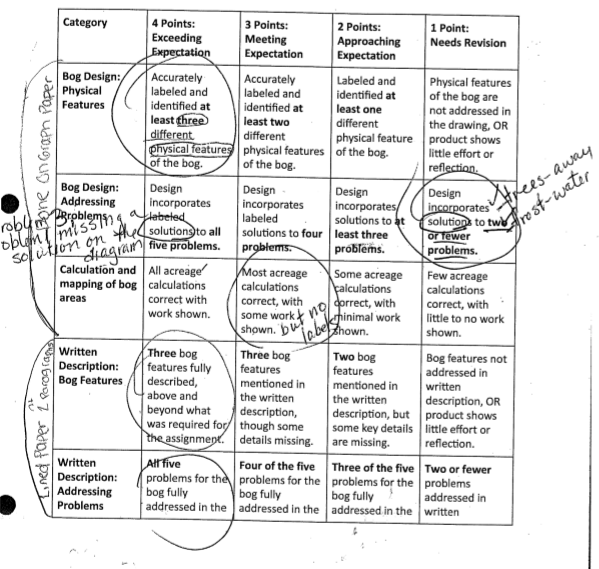 Category
4 Points:
Exceeding
Expectation
3 Points:
Meeting
Expectation
2 Points:
Approaching
Expectation
1 Point:
Needs Revision
Bog Design:
Physical
Features
Accurately
labeled and
identified at
least three
different
physical features
of the bog.
Accurately
labeled and
identified at
least two
different
physical features
of the bog.
Labeled and
identified at
least one
different
physical feature
of the bog.
Physical features
of the bog are
not addressed in
the drawing, OR
product shows
little effort or
reflection.
Bog Design:
Addressing
Problems
Design
incorporates
labeled
solutions to all
five problems.
Design
incorporates
labeled
solutions to four
problems.
Design
incorporates
solutions to at
least three
problems.
Design
incorporates
solutions to two
or fewer
problems.
trees-away
frost-water
missing a
solution on the
diagram
Calculation and
mapping of bog
areas
All acreage
calculations
correct with
work shown.
Most acreage
calculations
correct, with
some work
shown.
but no
labels
Some acreage
calculations
correct, with
minimal work
shown.
Few acreage
calculations
correct, with
little to no work
shown.
on Graph Paper
Written
Description:
Bog Features
Three bog
features fully
described,
above and
beyond what
was required for
the assignment.
Three bog
features
mentioned in
the written
description,
though some
details missing.
Two bog
features
mentioned in
the written
description, but
some key details
are missing.
Bog features not
addressed in
written
description, OR
product shows
little effort or
reflection.
Written
Description:
Addressing
Problems
All five
problems for the
bog fully
addressed in the
Four of the five
problems for the
bog fully
addressed in the
Three of the five
problems for the
bog fully
addressed in the
Two or fewer
problems
addressed in
written
Lined Paper 2 Paragraphs